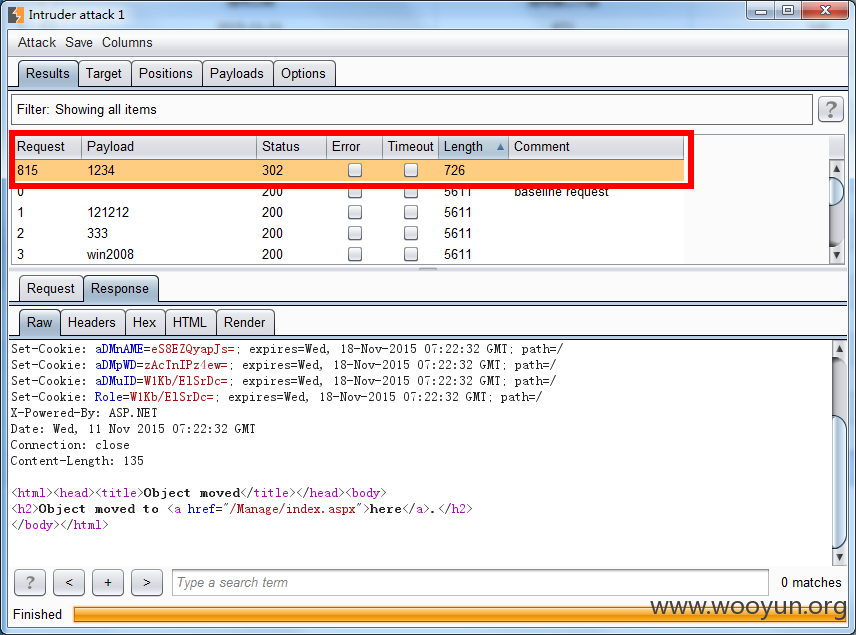 Intruder attack 1
Attack Save Columns
Results Target Positions Payloads Options
Filter: Showing all items ?
Request Payload Status Error Timeout Length Comment
815 1234 302 726
0 200 5611 baseline request
1 121212 200 5611
2 333 200 5611
3 win2008 200 5611
Request Response
Raw Headers Hex HTML Render
Set-Cookie: aDMnAME=eS8EZQyapJs=; expires=Wed, 18-Nov-2015 07:22:32 GMT; path=/
Set-Cookie: aDMpWD=zAcTnIPz4ew=; expires=Wed, 18-Nov-2015 07:22:32 GMT; path=/
Set-Cookie: aDMuID=W1Kb/ElSrDc=; expires=Wed, 18-Nov-2015 07:22:32 GMT; path=/
Set-Cookie: Role=W1Kb/ElSrDc=; expires=Wed, 18-Nov-2015 07:22:32 GMT; path=/
X-Powered-By: ASP.NET
Date: Wed, 11 Nov 2015 07:22:32 GMT
Connection: close
Content-Length: 135
<html><head><title>Object moved</title></head><body>
<h2>Object moved to <a href="/Manage/index.aspx">here</a>.</h2>
</body></html>
? < + > Type a search term 0 matches
Finished
www.wooyun.org